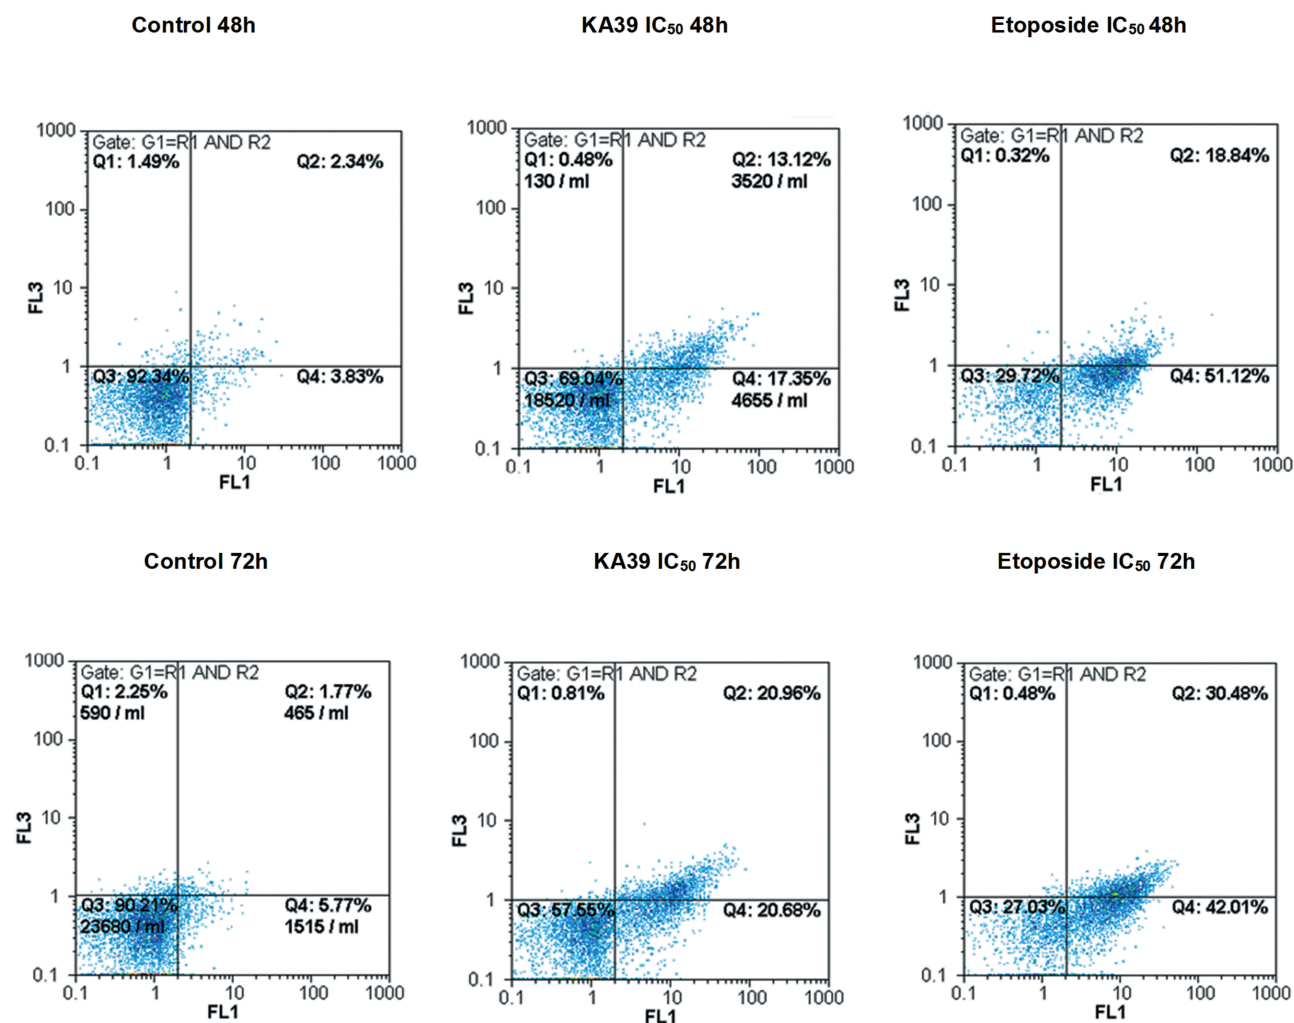 Control 48h
KA39 IC50 48h
Etoposide IC50 48h
Gate: G1=R1 AND R2
Q1: 1.49%
Q2: 2.34%
Q3: 92.34%
Q4: 3.83%
1000
100
10
1
0.1
FL3
0.1
1
10
100
1000
FL1
Gate: G1=R1 AND R2
Q1: 0.48%
130 / ml
Q2: 13.12%
3520 / ml
Q3: 69.04%
18520 / ml
Q4: 17.35%
4655 / ml
1000
100
10
1
0.1
FL3
0.1
1
10
100
1000
FL1
Gate: G1=R1 AND R2
Q1: 0.32%
Q2: 18.84%
Q3: 29.72%
Q4: 51.12%
1000
100
10
1
0.1
FL3
0.1
1
10
100
1000
FL1
Control 72h
KA39 IC50 72h
Etoposide IC50 72h
Gate: G1=R1 AND R2
Q1: 2.25%
590 / ml
Q2: 1.77%
465 / ml
Q3: 90.21%
23680 / ml
Q4: 5.77%
1515 / ml
1000
100
10
1
0.1
FL3
0.1
1
10
100
1000
FL1
Gate: G1=R1 AND R2
Q1: 0.81%
Q2: 20.96%
Q3: 57.55%
Q4: 20.68%
1000
100
10
1
0.1
FL3
0.1
1
10
100
1000
FL1
Gate: G1=R1 AND R2
Q1: 0.48%
Q2: 30.48%
Q3: 27.03%
Q4: 42.01%
1000
100
10
1
0.1
FL3
0.1
1
10
100
1000
FL1